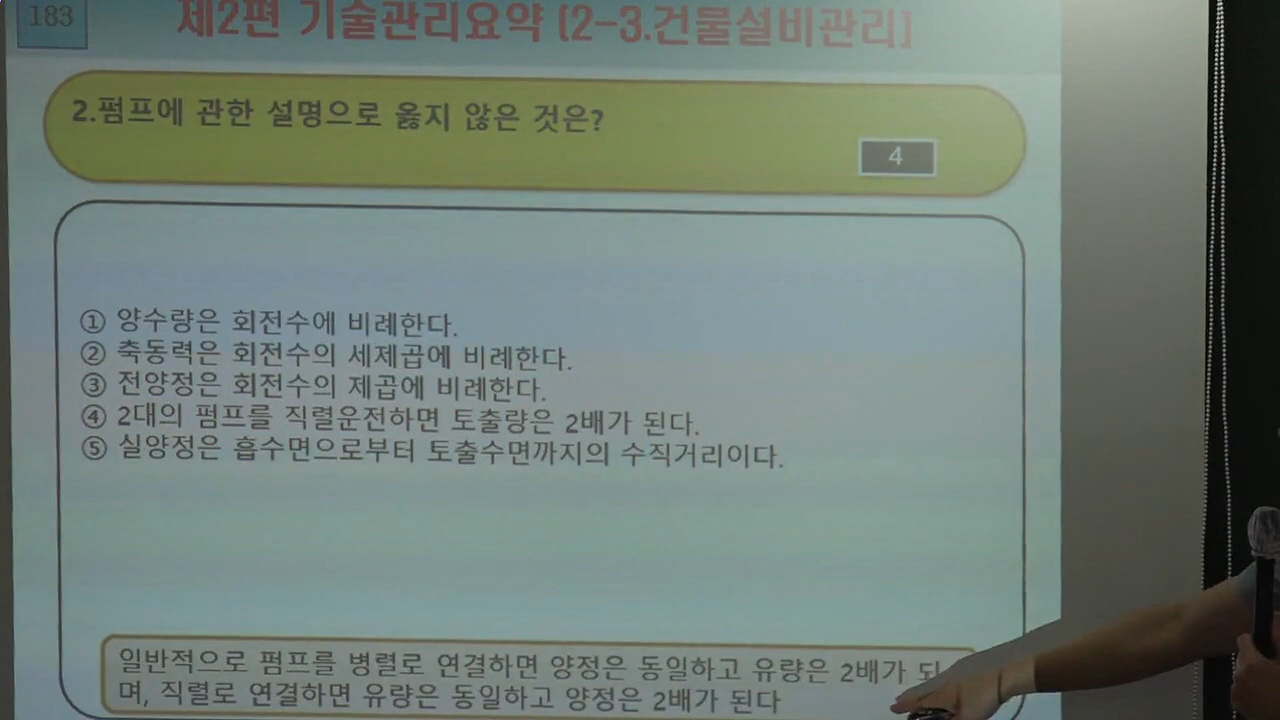 183
제2편 기술관리요약 [2-3.건물설비관리]
2.펌프에 관한 설명으로 옳지 않은 것은?
4
① 양수량은 회전수에 비례한다.
② 축동력은 회전수의 세제곱에 비례한다.
③ 전양정은 회전수의 제곱에 비례한다.
④ 2대의 펌프를 직렬운전하면 토출량은 2배가 된다.
⑤ 실양정은 흡수면으로부터 토출수면까지의 수직거리이다.
일반적으로 펌프를 병렬로 연결하면 양정은 동일하고 유량은 2배가 되
며, 직렬로 연결하면 유량은 동일하고 양정은 2배가 된다